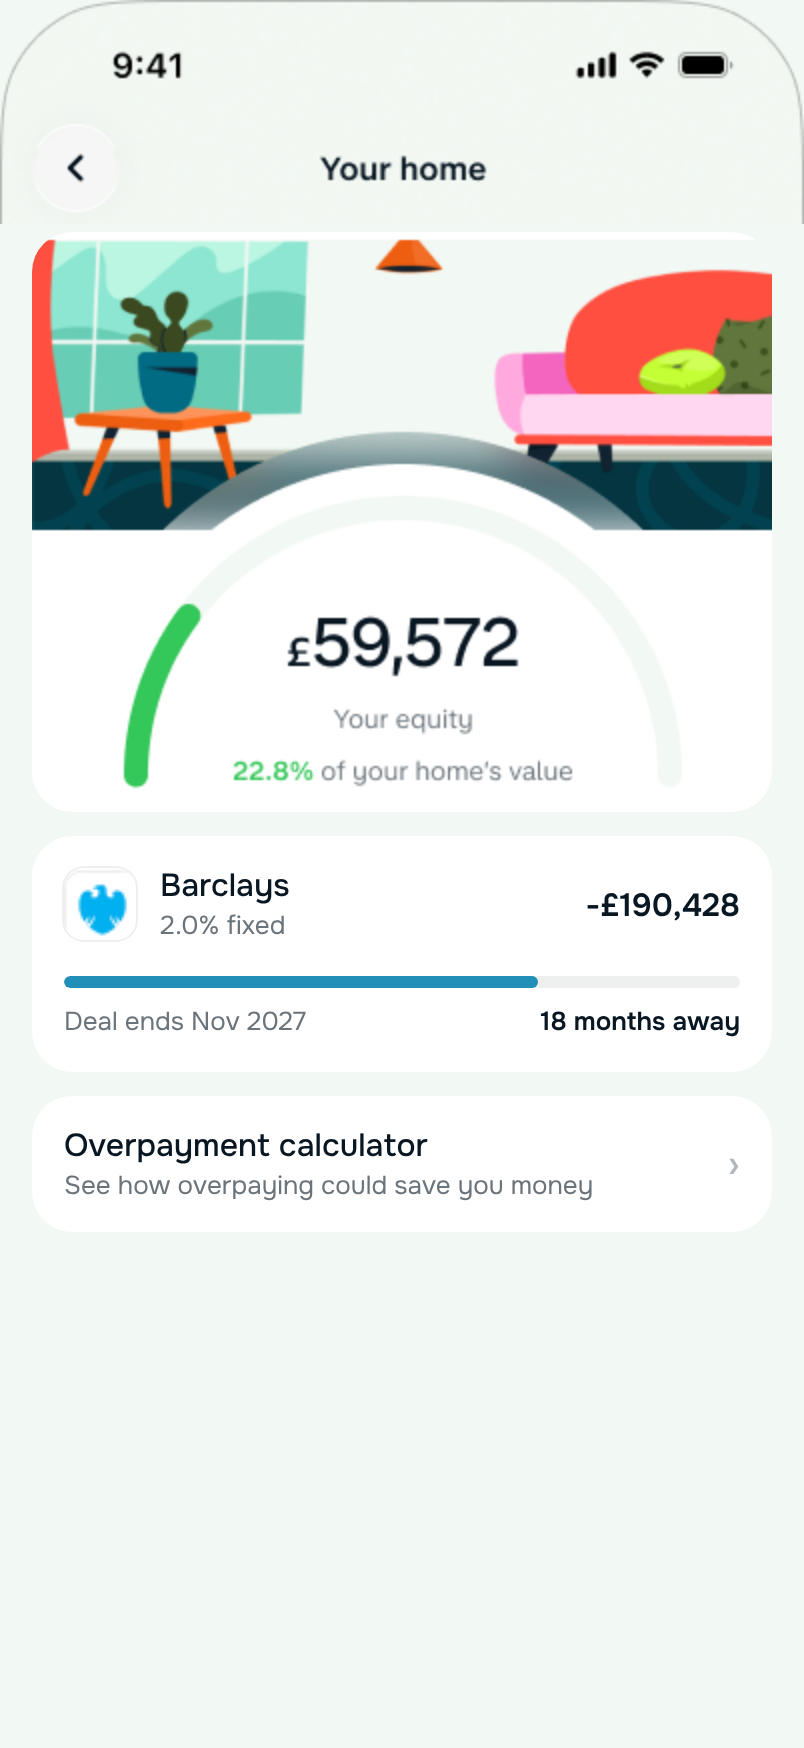 9:41
Your home
£59,572
Your equity
22.8% of your home's value
Barclays
-£190,428
2.0% fixed
Deal ends Nov 2027
18 months away
Overpayment calculator
See how overpaying could save you money